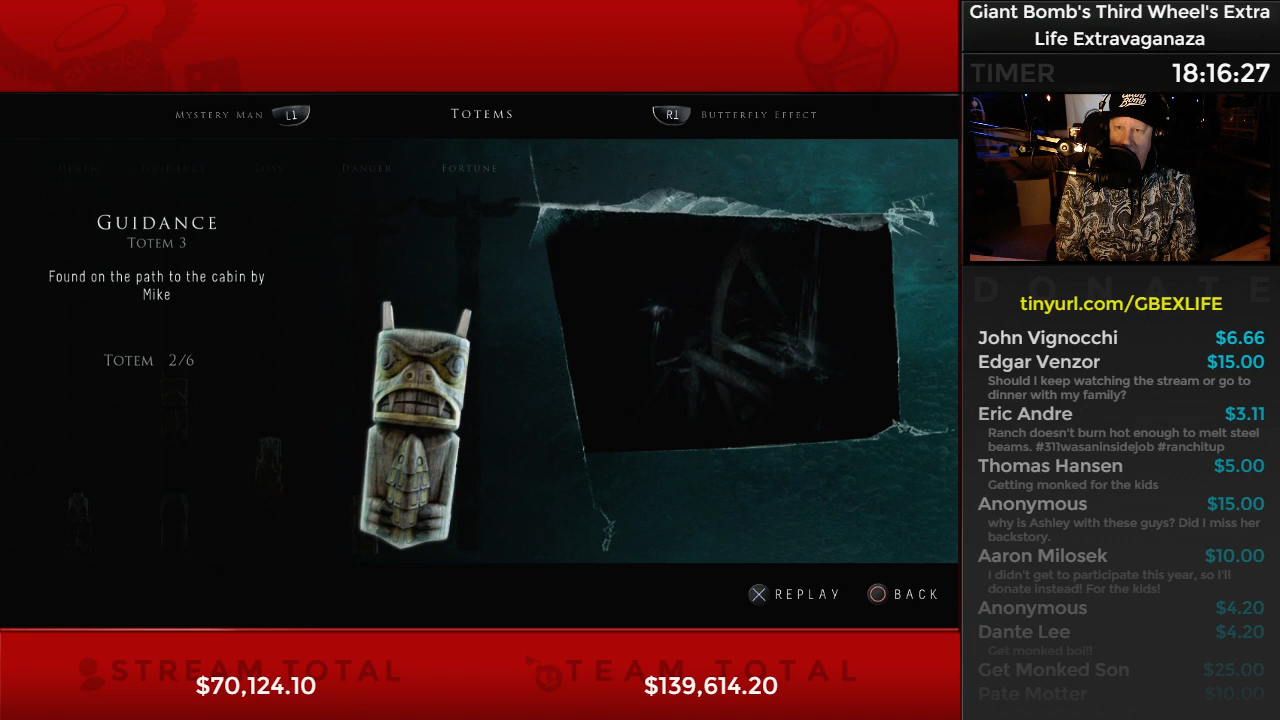 Giant Bomb's Third Wheel's Extra
Life Extravaganaza
TIMER
18:16:27
MYSTERY MAN
L1
TOTEMS
R1
BUTTERFLY EFFECT
DEATH
GUIDANCE
LOSS
DANGER
FORTUNE
GUIDANCE
TOTEM 3
Found on the path to the cabin by
Mike
TOTEM 2/6
REPLAY
BACK
DONATE
tinyurl.com/GBEXLIFE
John Vignocchi $6.66
Edgar Venzor $15.00
Should I keep watching the stream or go to
dinner with my family?
Eric Andre $3.11
Ranch doesn't burn hot enough to melt steel
beams. #311wasaninsidejob #ranchitup
Thomas Hansen $5.00
Getting monked for the kids
Anonymous $15.00
why is Ashley with these guys? Did I miss her
backstory.
Aaron Milosek $10.00
I didn't get to participate this year, so I'll
donate instead! For the kids!
Anonymous $4.20
Dante Lee $4.20
Get monked boi!!
Get Monked Son $25.00
Pate Motter $10.00
STREAM TOTAL
$70,124.10
TEAM TOTAL
$139,614.20